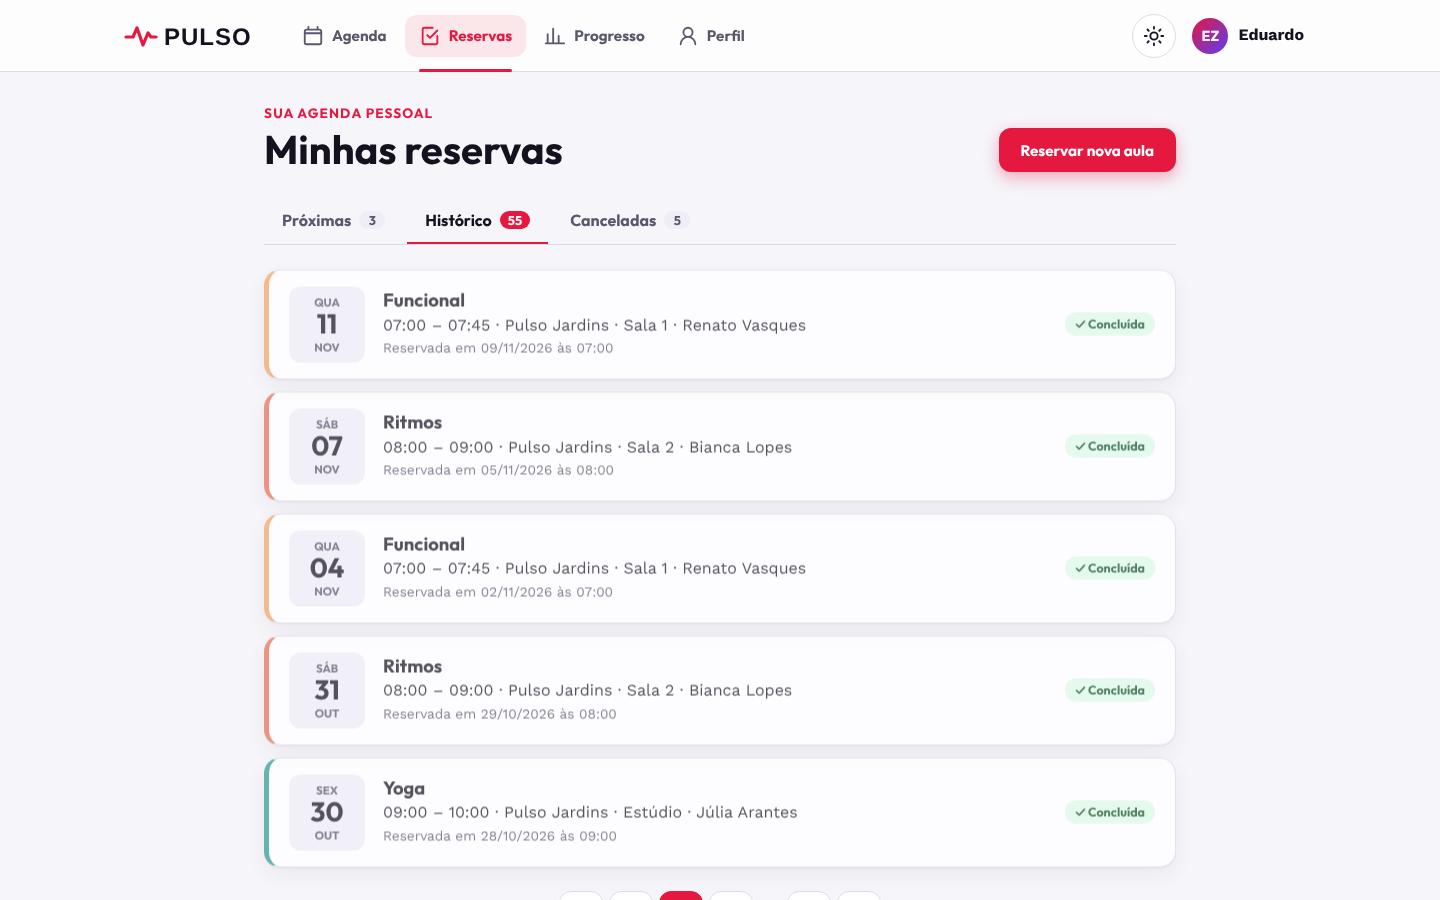 PULSO
Agenda
Reservas
Progresso
Perfil
EZ
Eduardo
SUA AGENDA PESSOAL
Minhas reservas
Reservar nova aula
Próximas 3
Histórico 55
Canceladas 5
QUA
11
NOV
Funcional
07:00 – 07:45 · Pulso Jardins · Sala 1 · Renato Vasques
Reservada em 09/11/2026 às 07:00
Concluída
SÁB
07
NOV
Ritmos
08:00 – 09:00 · Pulso Jardins · Sala 2 · Bianca Lopes
Reservada em 05/11/2026 às 08:00
Concluída
QUA
04
NOV
Funcional
07:00 – 07:45 · Pulso Jardins · Sala 1 · Renato Vasques
Reservada em 02/11/2026 às 07:00
Concluída
SÁB
31
OUT
Ritmos
08:00 – 09:00 · Pulso Jardins · Sala 2 · Bianca Lopes
Reservada em 29/10/2026 às 08:00
Concluída
SEX
30
OUT
Yoga
09:00 – 10:00 · Pulso Jardins · Estúdio · Júlia Arantes
Reservada em 28/10/2026 às 09:00
Concluída